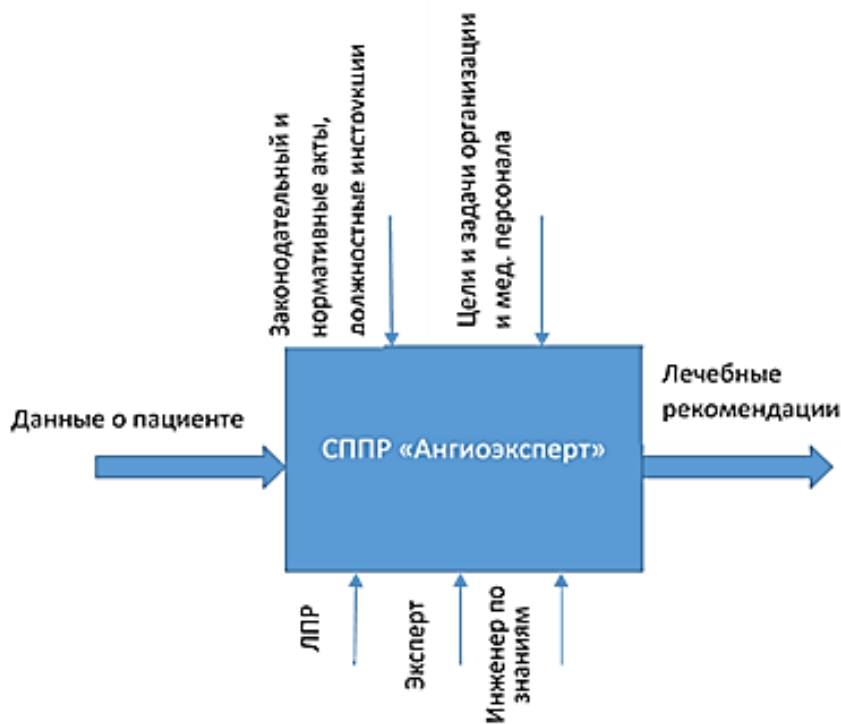 Законодательный и
нормативные акты,
должностные инструкции
Цели и задачи организации
и мед. персонала
Данные о пациенте
СППР «Ангиоэксперт»
Лечебные
рекомендации
ЛПР
Эксперт
Инженер по
знаниям